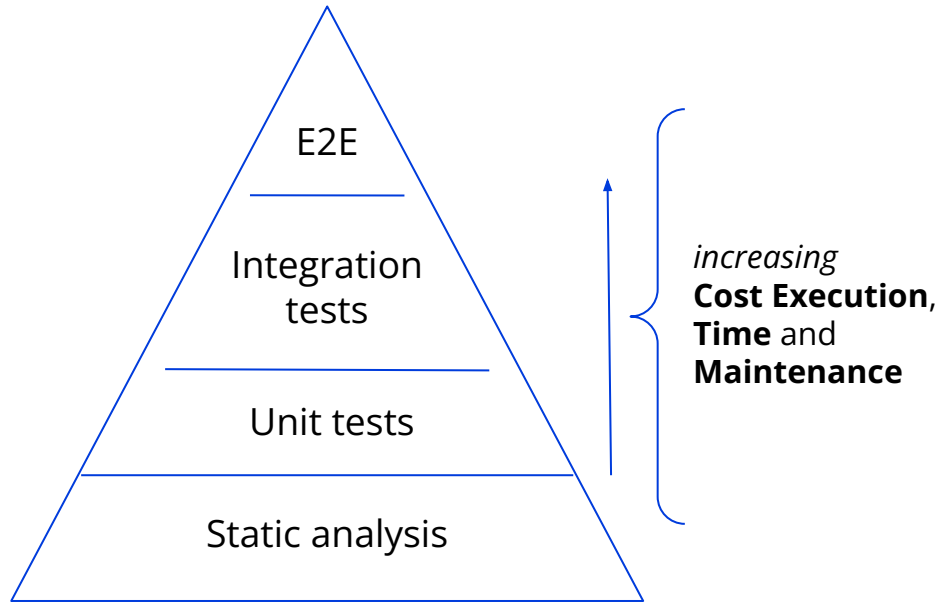 E2E
Integration
tests
Unit tests
Static analysis
increasing
Cost Execution,
Time and
Maintenance